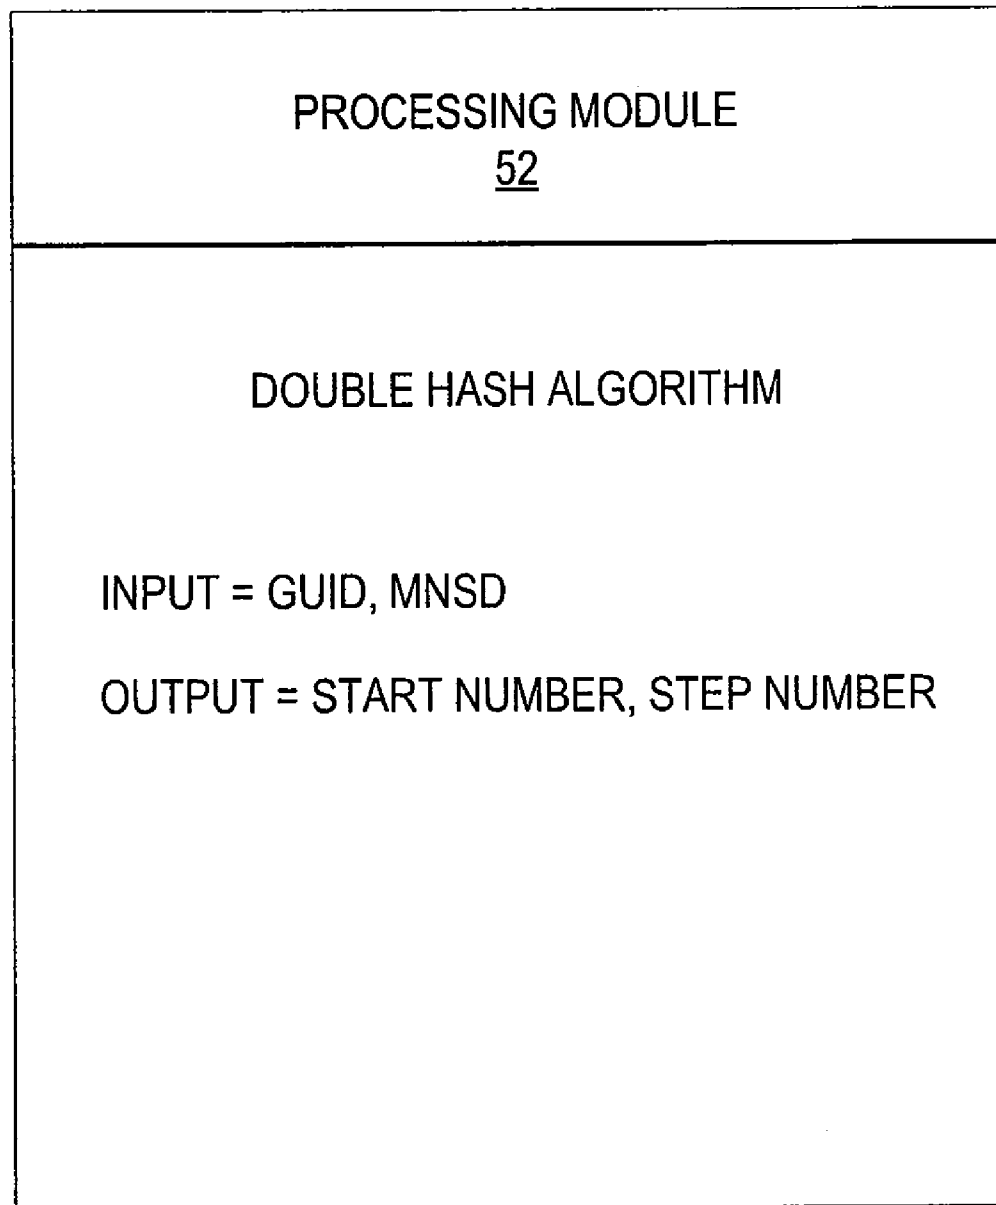 PROCESSING MODULE
52
DOUBLE HASH ALGORITHM
INPUT = GUID, MNSD
OUTPUT = START NUMBER, STEP NUMBER